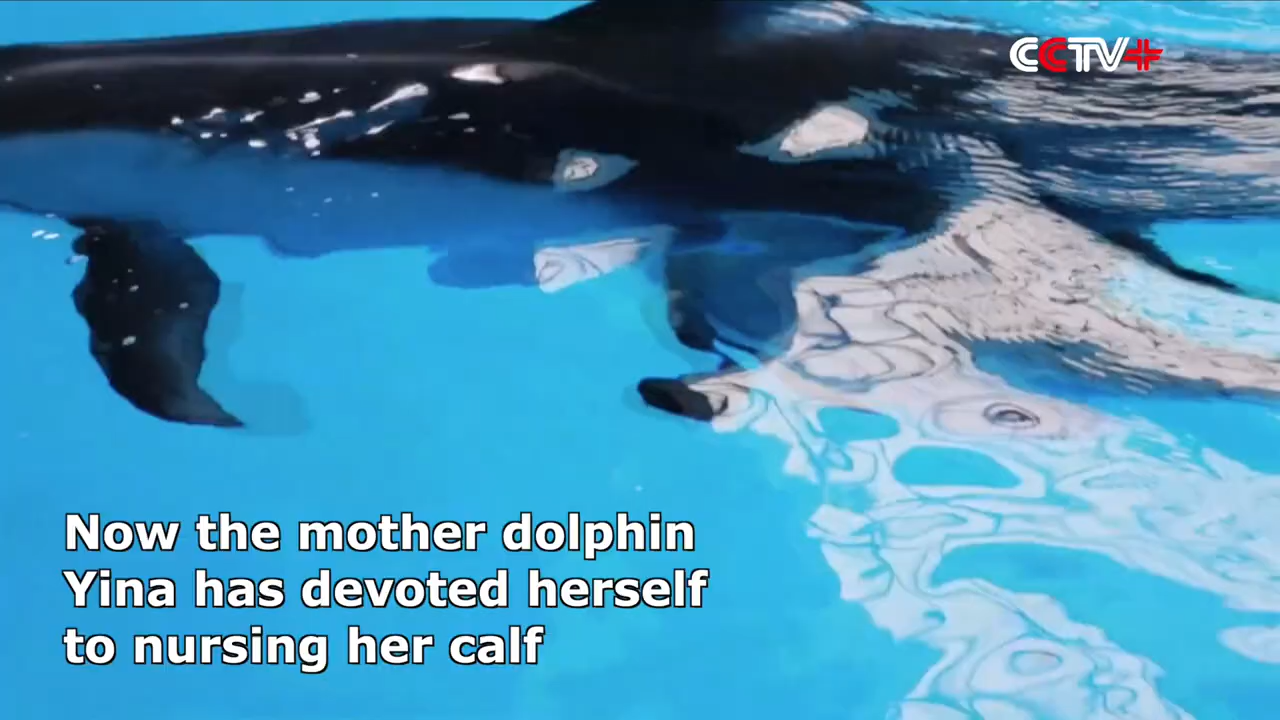 CCTV+
Now the mother dolphin
Yina has devoted herself
to nursing her calf